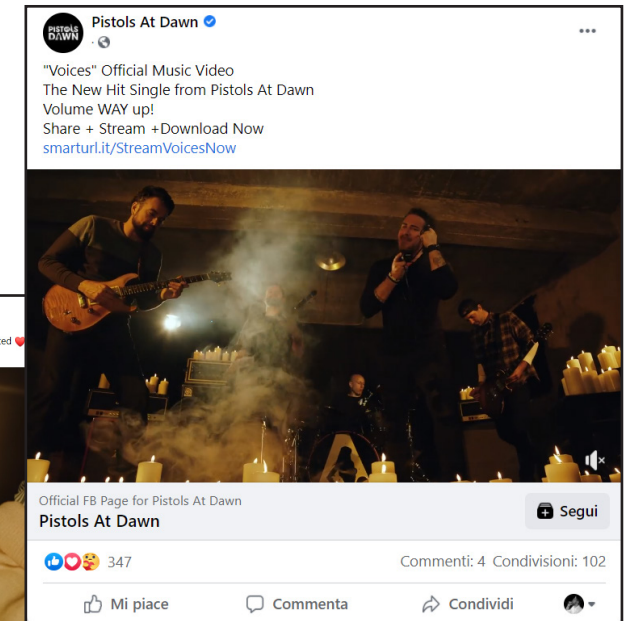 PISTOLS
DAWN
Pistols At Dawn
"Voices" Official Music Video
The New Hit Single from Pistols At Dawn
Volume WAY up!
Share + Stream +Download Now
smarturl.it/StreamVoicesNow
Official FB Page for Pistols At Dawn
Pistols At Dawn
Segui
347
Commenti: 4 Condivisioni: 102
Mi piace
Commenta
Condividi